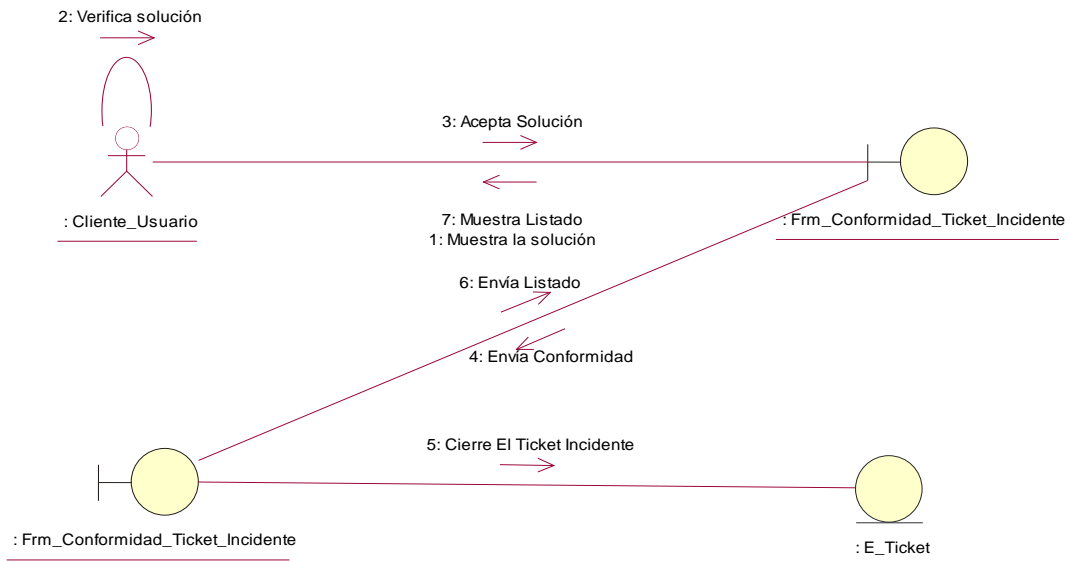 2: Verifica solución
3: Acepta Solución
: Cliente_Usuario
7: Muestra Listado
1: Muestra la solución
: Frm_Conformidad_Ticket_Incidente
6: Envía Listado
4: Envía Conformidad
5: Cierre El Ticket Incidente
: Frm_Conformidad_Ticket_Incidente
: E_Ticket